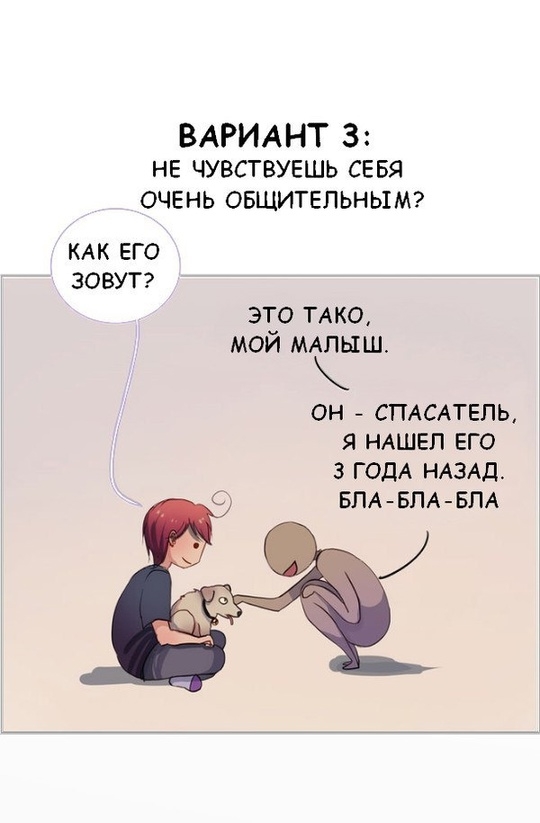 ВАРИАНТ 3:
НЕ ЧУВСТВУЕШЬ СЕБЯ
ОЧЕНЬ ОБЩИТЕЛЬНЫМ?
КАК ЕГО
ЗОВУТ?
ЭТО ТАКО,
МОЙ МАЛЫШ.
ОН - СПАСАТЕЛЬ,
Я НАШЕЛ ЕГО
3 ГОДА НАЗАД.
БЛА-БЛА-БЛА